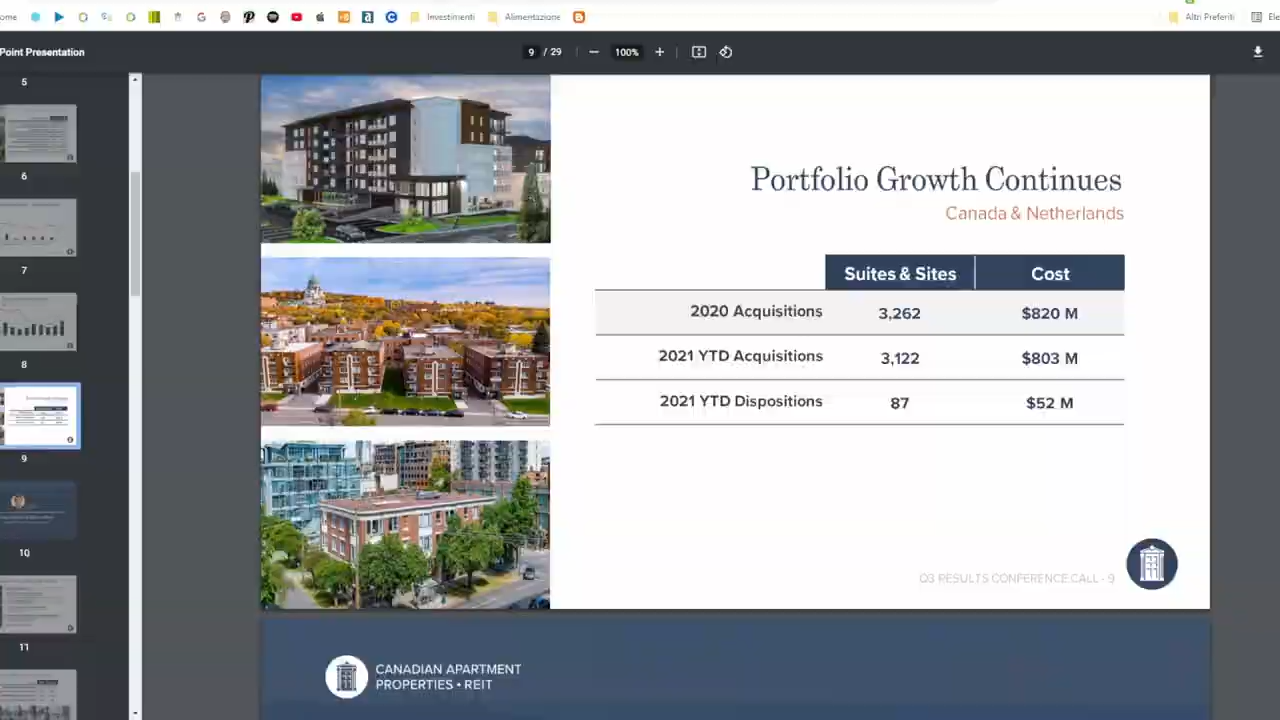 ome
Investimenti
Alimentazione
Altri Preferiti
Ele
Point Presentation
9 / 29
100%
5
6
7
8
9
10
11
Portfolio Growth Continues
Canada & Netherlands
Suites & Sites Cost
2020 Acquisitions 3,262 $820 M
2021 YTD Acquisitions 3,122 $803 M
2021 YTD Dispositions 87 $52 M
Q3 RESULTS CONFERENCE CALL - 9
CANADIAN APARTMENT
PROPERTIES • REIT